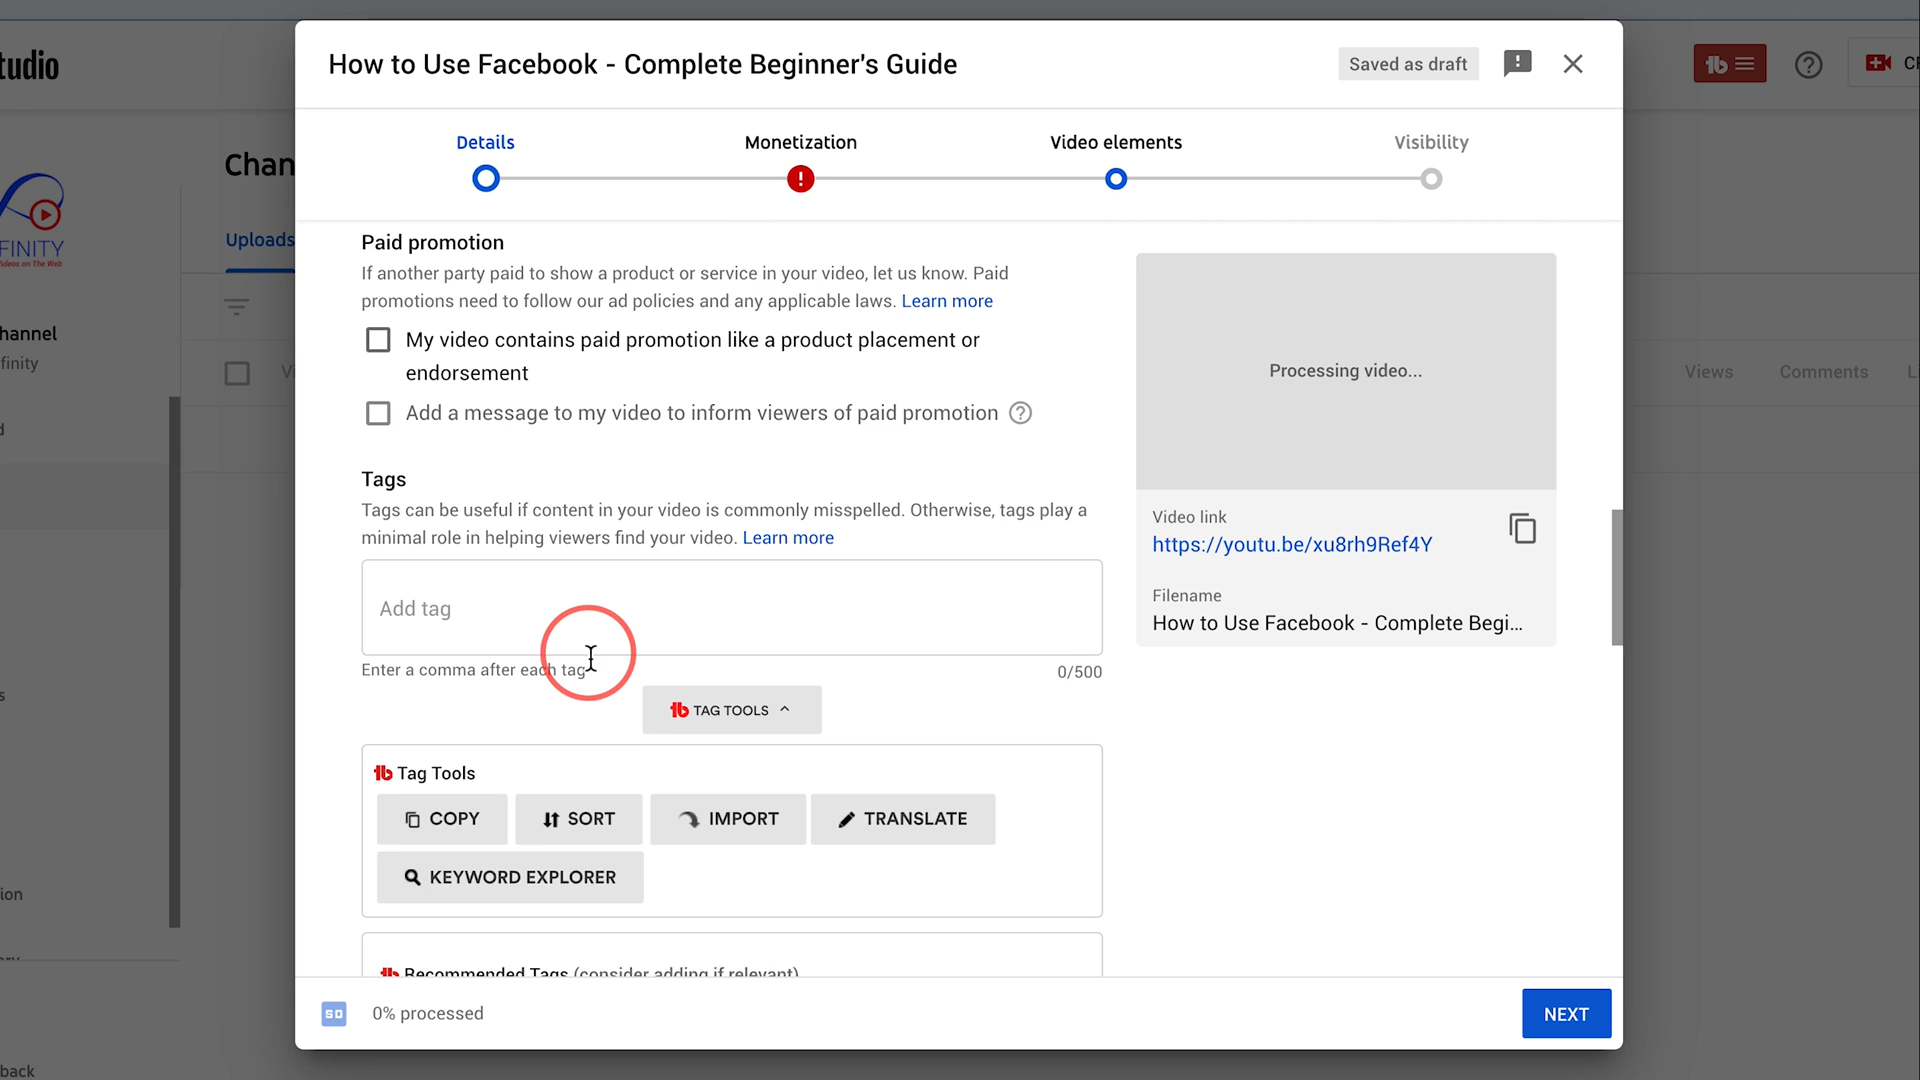 tudio
How to Use Facebook - Complete Beginner's Guide
Saved as draft
Details
Monetization
Video elements
Visibility
Chan
Uploads
FINITY
Videos on The Web
hannel
finity
Paid promotion
If another party paid to show a product or service in your video, let us know. Paid
promotions need to follow our ad policies and any applicable laws. Learn more
My video contains paid promotion like a product placement or
endorsement
Add a message to my video to inform viewers of paid promotion
Tags
Tags can be useful if content in your video is commonly misspelled. Otherwise, tags play a
minimal role in helping viewers find your video. Learn more
Add tag
Enter a comma after each tag
0/500
TAG TOOLS
Tag Tools
COPY
SORT
IMPORT
TRANSLATE
KEYWORD EXPLORER
Recommended Tags (consider adding if relevant)
Processing video...
Video link
https://youtu.be/xu8rh9Ref4Y
Filename
How to Use Facebook - Complete Begi...
Views
Comments
ion
back
SD
0% processed
NEXT